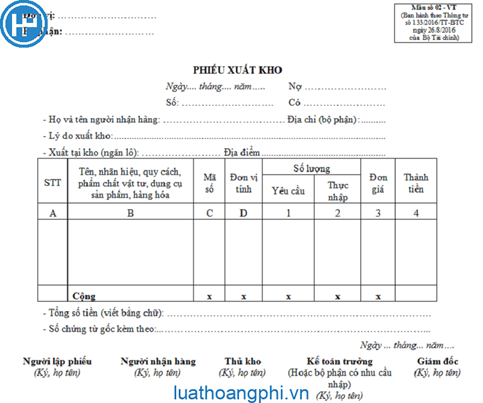 Mẫu số 02 - VT
(Ban hành theo Thông tư
số 133/2016/TT-BTC
ngày 26/8/2016
của Bộ Tài chính)
PHIẾU XUẤT KHO
Ngày.... tháng.... năm ..... Nợ ........................
Số: ............................... Có ........................
- Họ và tên người nhận hàng: ........................ Địa chỉ (bộ phận):.........
- Lý do xuất kho:..............................................................
- Xuất tại kho (ngăn lô): ........................ Địa điểm........................
STT Tên, nhãn hiệu, quy cách, phẩm chất vật tư, dụng cụ sản phẩm, hàng hóa Mã số Đơn vị tính Số lượng Đơn giá Thành tiền
Yêu cầu Thực nhập
A B C D 1 2 3 4
Cộng x x x x x
- Tổng số tiền (viết bằng chữ): ..............................................
- Số chứng từ gốc kèm theo:..................................................
Ngày ... tháng... năm ....
Người lập phiếu Người nhận hàng Thủ kho Kế toán trưởng Giám đốc
(Ký, họ tên) (Ký, họ tên) (Ký, họ tên) (Hoặc bộ phận có nhu cầu nhập) (Ký, họ tên)
(Ký, họ tên)
luathoangphi.vn